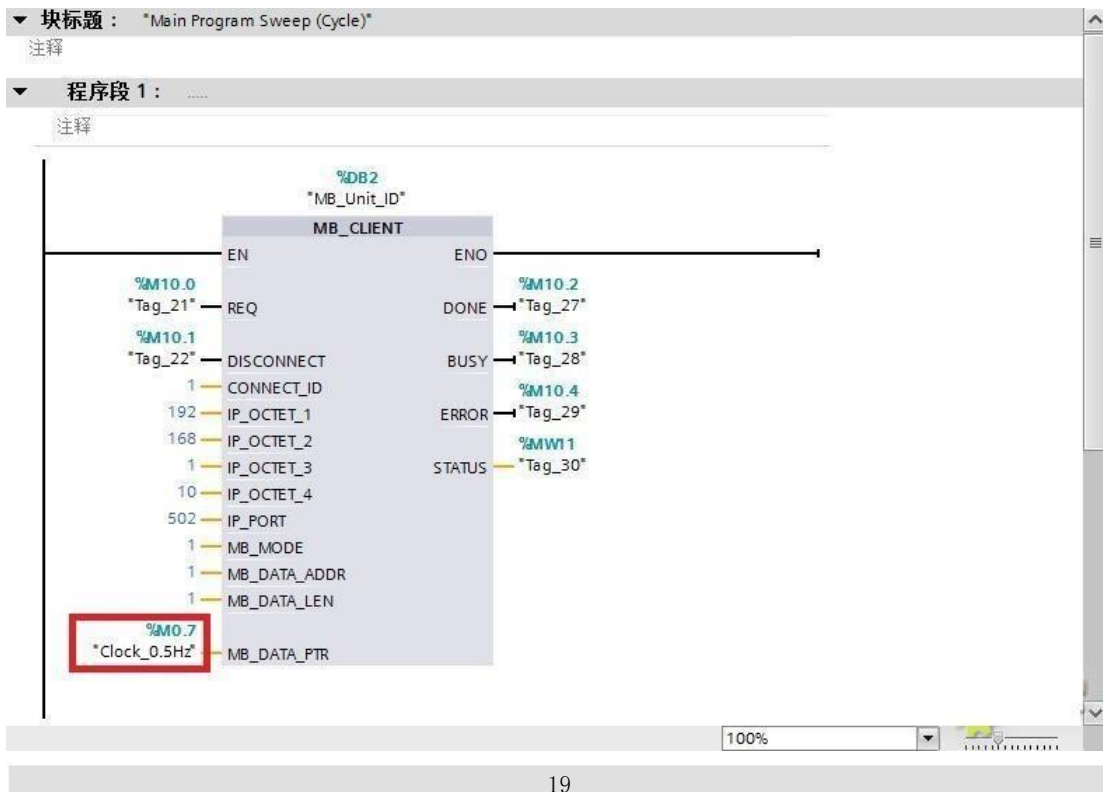 块标题： "Main Program Sweep (Cycle)"
注释
程序段 1： .....
注释
%DB2
"MB_Unit_ID"
MB_CLIENT
EN ENO
%M10.0 %M10.2
"Tag_21" REQ DONE "Tag_27"
%M10.1 %M10.3
"Tag_22" DISCONNECT BUSY "Tag_28"
1 CONNECT_ID %M10.4
192 IP_OCTET_1 ERROR "Tag_29"
168 IP_OCTET_2 %MW11
1 IP_OCTET_3 STATUS "Tag_30"
10 IP_OCTET_4
502 IP_PORT
1 MB_MODE
1 MB_DATA_ADDR
1 MB_DATA_LEN
%M0.7
"Clock_0.5Hz" MB_DATA_PTR
100%
19